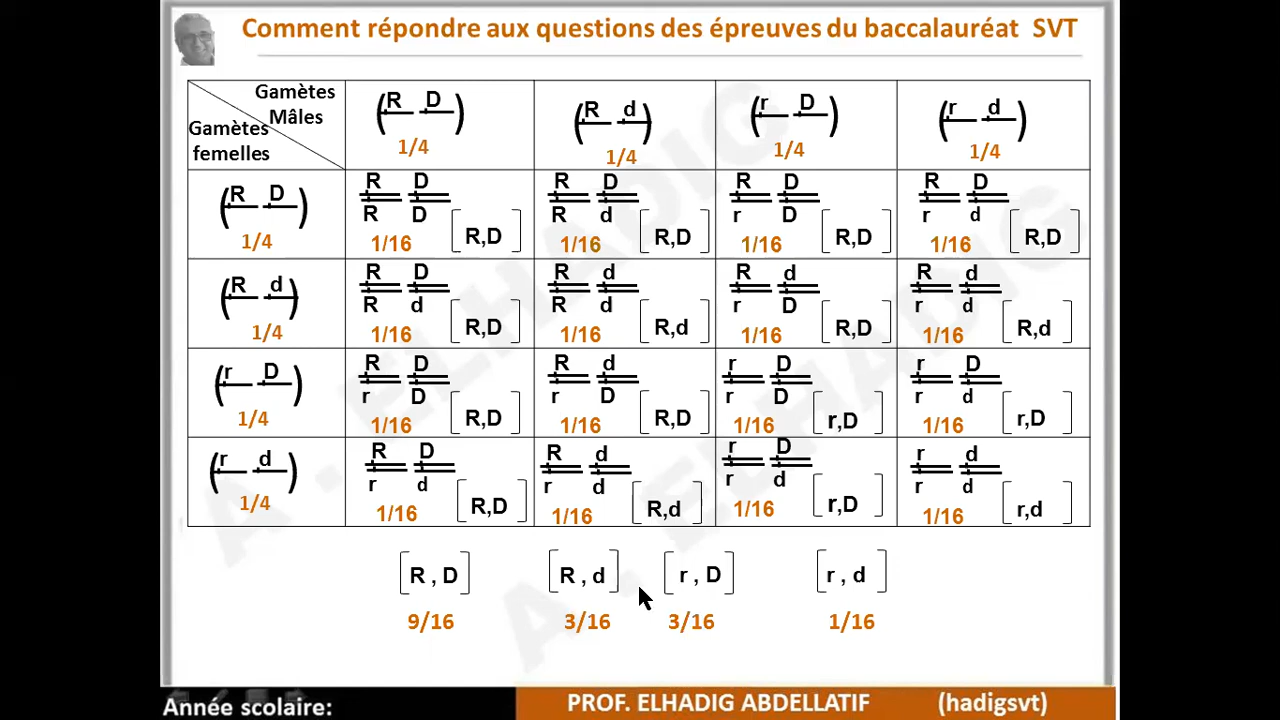 Comment répondre aux questions des épreuves du baccalauréat SVT
Gamètes
Mâles
Gamètes
femelles
(R D) (R d) (r D) (r d)
1/4 1/4 1/4 1/4
(R D)
1/4
R D R D R D R D
R D R d r D r d
1/16 [R,D] 1/16 [R,D] 1/16 [R,D] 1/16 [R,D]
(R d)
1/4
R D R d R d R d
R d R d r D r d
1/16 [R,D] 1/16 [R,d] 1/16 [R,D] 1/16 [R,d]
(r D)
1/4
R D R d r D r D
r D r D r D r d
1/16 [R,D] 1/16 [R,D] 1/16 [r,D] 1/16 [r,D]
(r d)
1/4
R D R d r D r d
r d r d r d r d
1/16 [R,D] 1/16 [R,d] 1/16 [r,D] 1/16 [r,d]
[R , D] [R , d] [r , D] [r , d]
9/16 3/16 3/16 1/16
A . ELHADIG
A . ELHADIG
Année scolaire:
PROF. ELHADIG ABDELLATIF (hadigsvt)